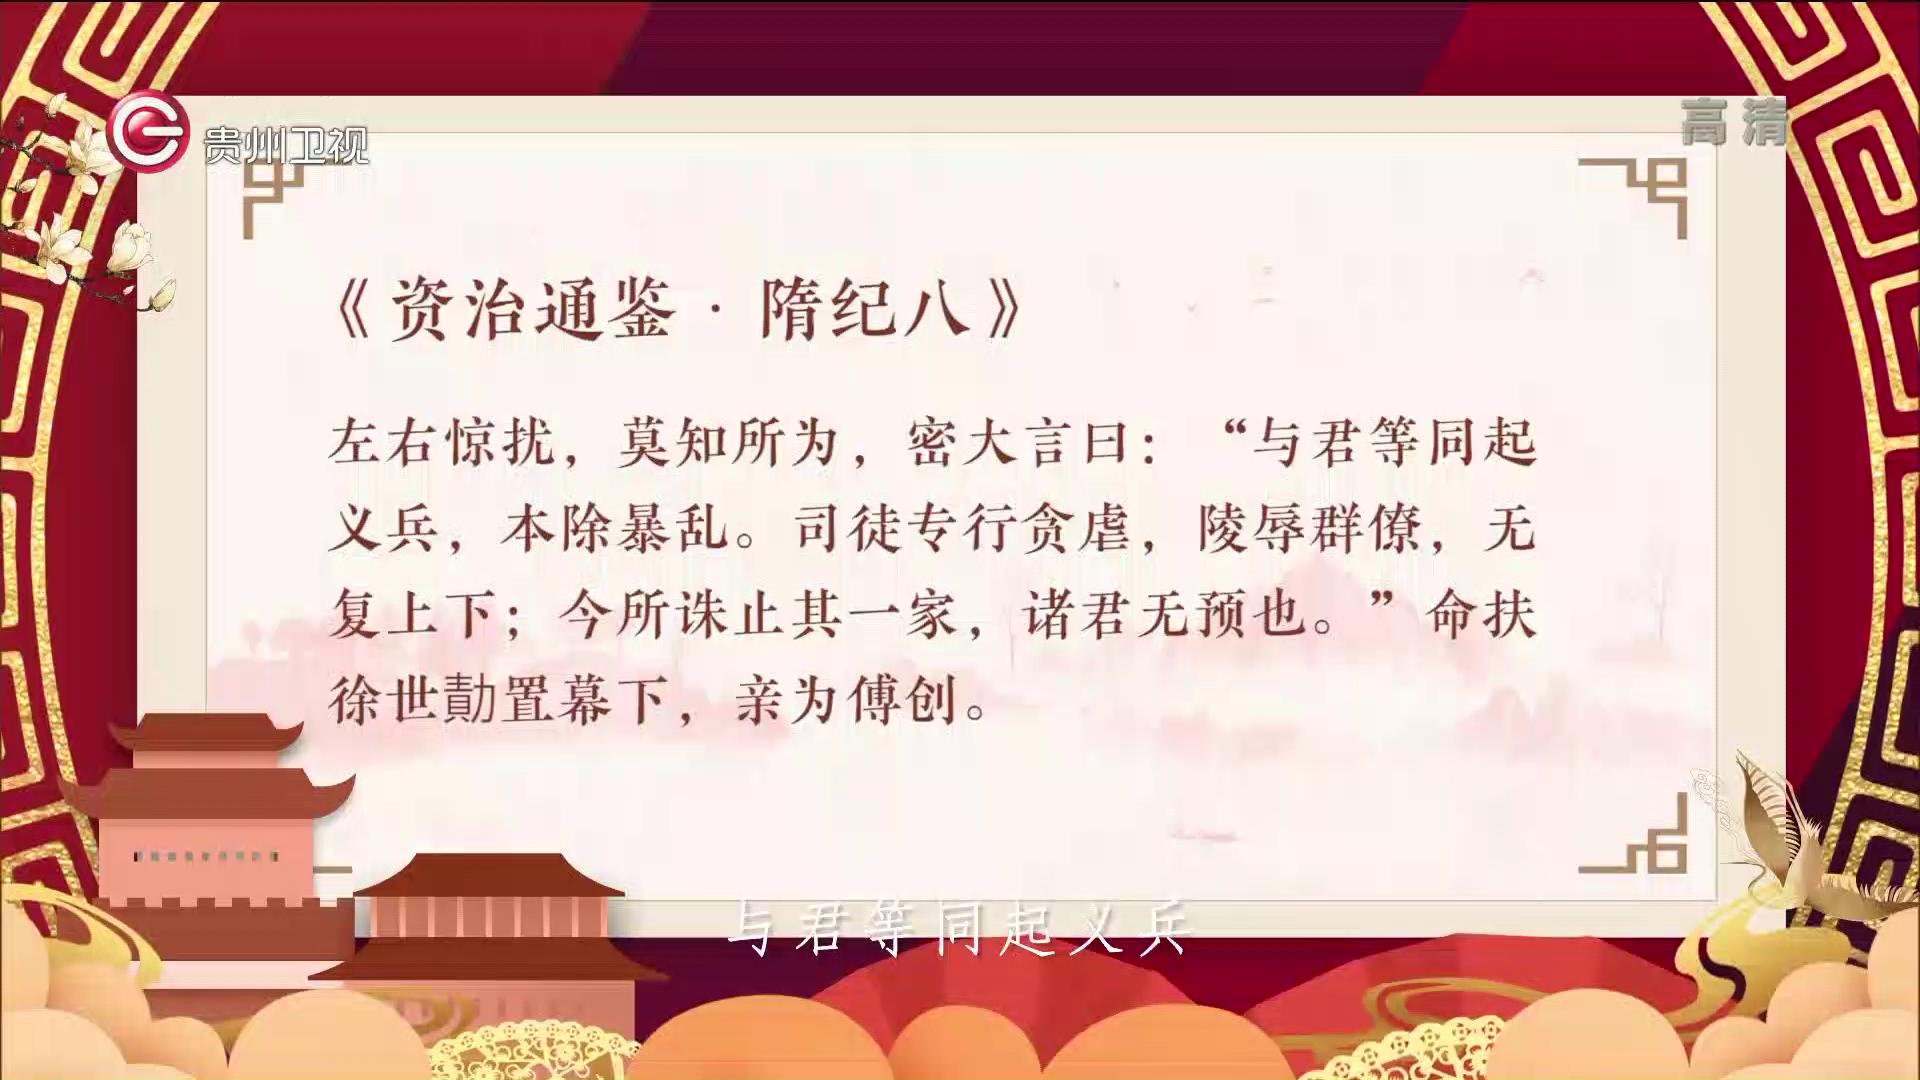 贵州卫视
高清
《资治通鉴·隋纪八》
左右惊扰，莫知所为，密大言曰：“与君等同起
义兵，本除暴乱。司徒专行贪虐，陵辱群僚，无
复上下；今所诛止其一家，诸君无预也。”命扶
徐世勣置幕下，亲为傅创。
与君等同起义兵